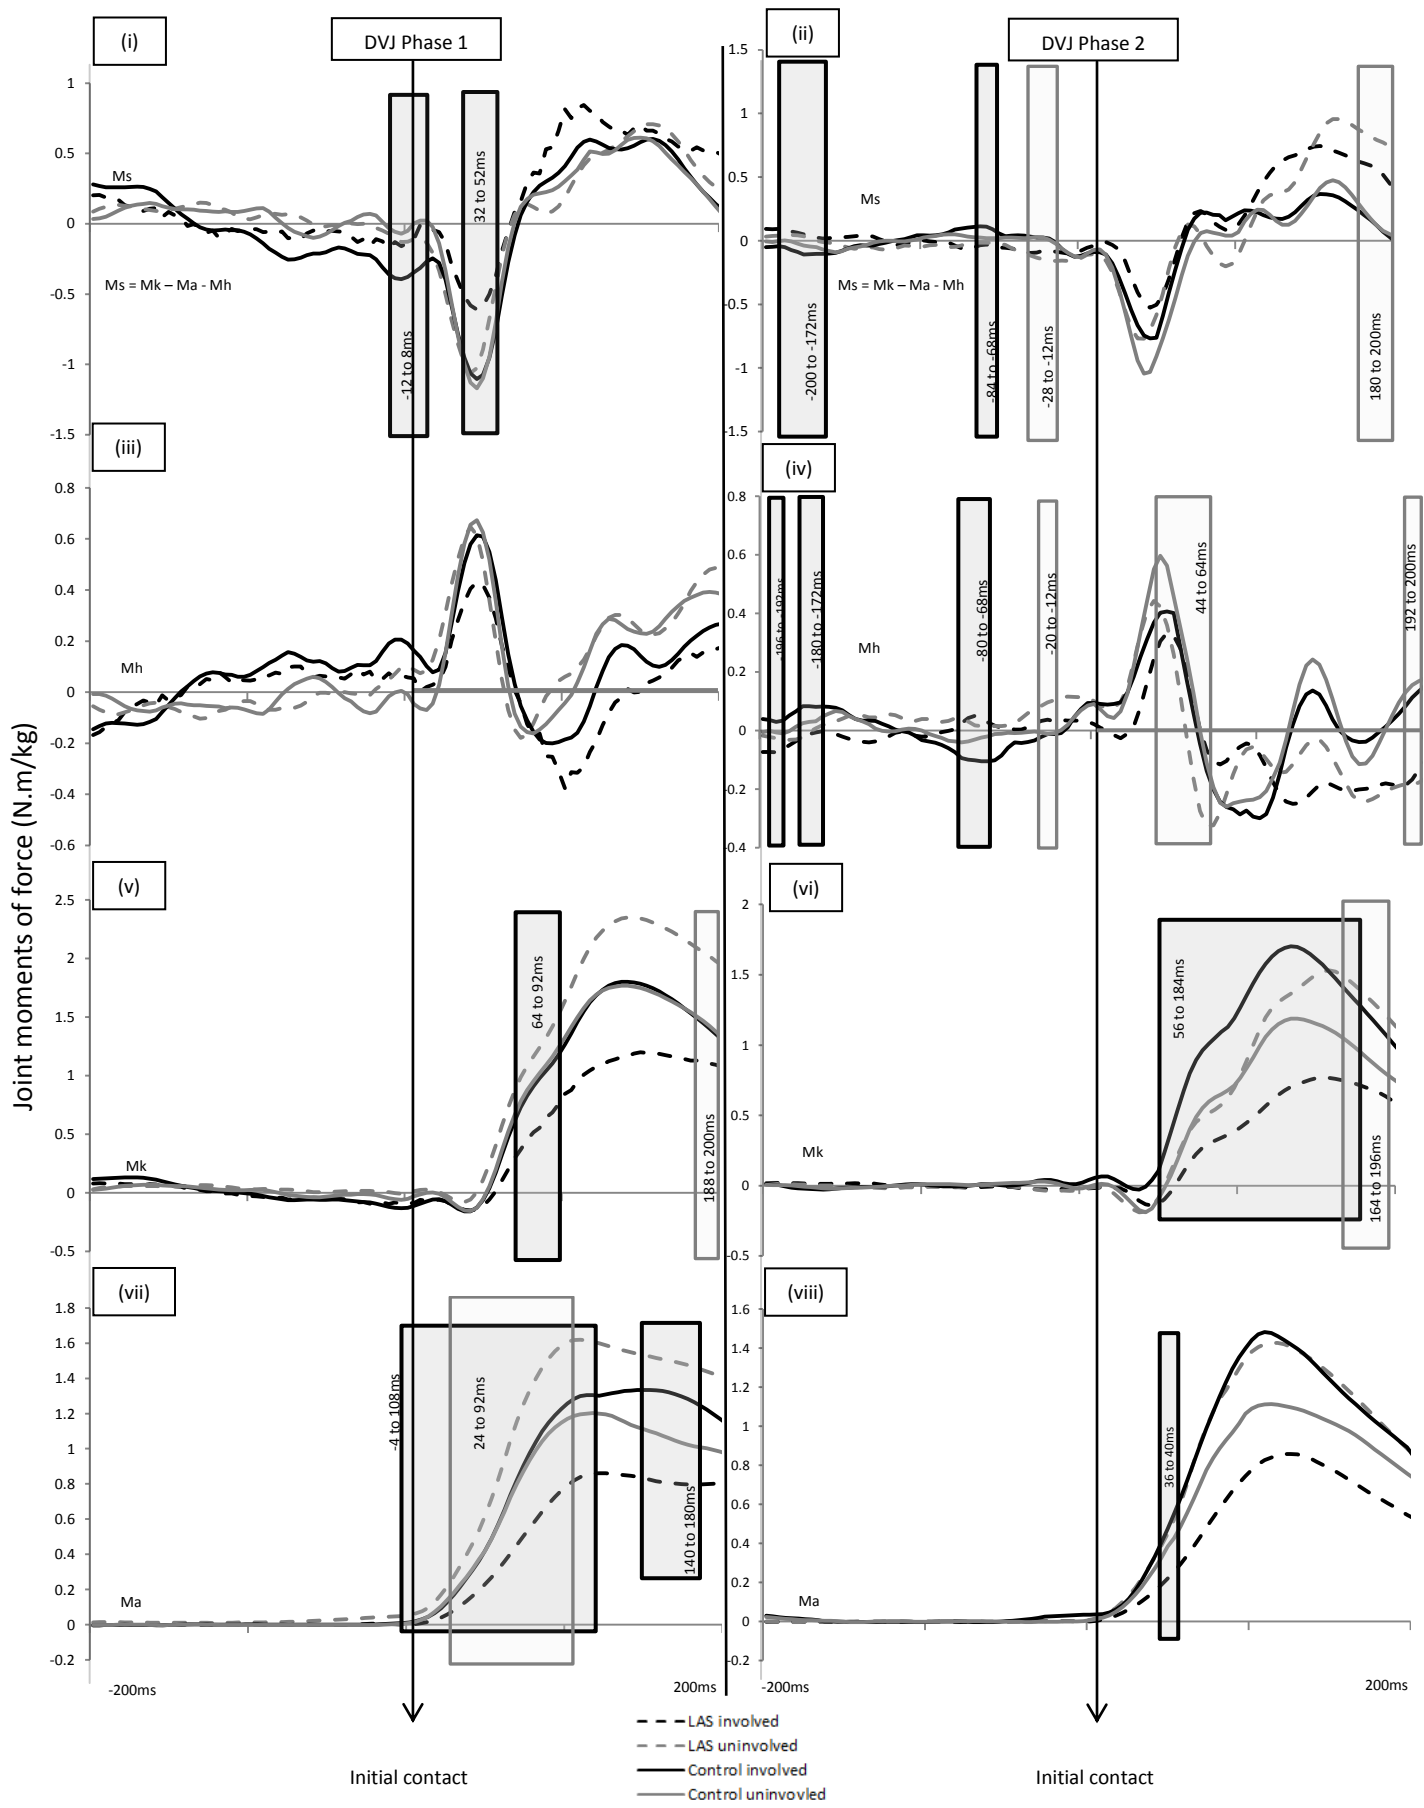 (i)
DVJ Phase 1
1
0.5
0
-0.5
-1
-1.5
Ms
Ms = Mk – Ma - Mh
-12 to 8ms
32 to 52ms
(ii)
DVJ Phase 2
1.5
1
0.5
0
-0.5
-1
-1.5
Ms
Ms = Mk – Ma - Mh
-200 to -172ms
-84 to -68ms
-28 to -12ms
180 to 200ms
(iii)
0.8
0.6
0.4
0.2
0
-0.2
-0.4
-0.6
Mh
(iv)
0.8
0.6
0.4
0.2
0
-0.2
-0.4
Mh
-196 to -192ms
-180 to -172ms
-80 to -68ms
-20 to -12ms
44 to 64ms
192 to 200ms
Joint moments of force (N.m/kg)
(v)
2.5
2
1.5
1
0.5
0
-0.5
Mk
64 to 92ms
188 to 200ms
(vi)
2
1.5
1
0.5
0
-0.5
Mk
56 to 184ms
164 to 196ms
(vii)
1.8
1.6
1.4
1.2
1
0.8
0.6
0.4
0.2
0
-0.2
Ma
-4 to 108ms
24 to 92ms
140 to 180ms
-200ms
200ms
(viii)
1.6
1.4
1.2
1
0.8
0.6
0.4
0.2
0
-0.2
Ma
36 to 40ms
-200ms
200ms
LAS involved
LAS uninvolved
Control involved
Control uninvovled
Initial contact
Initial contact